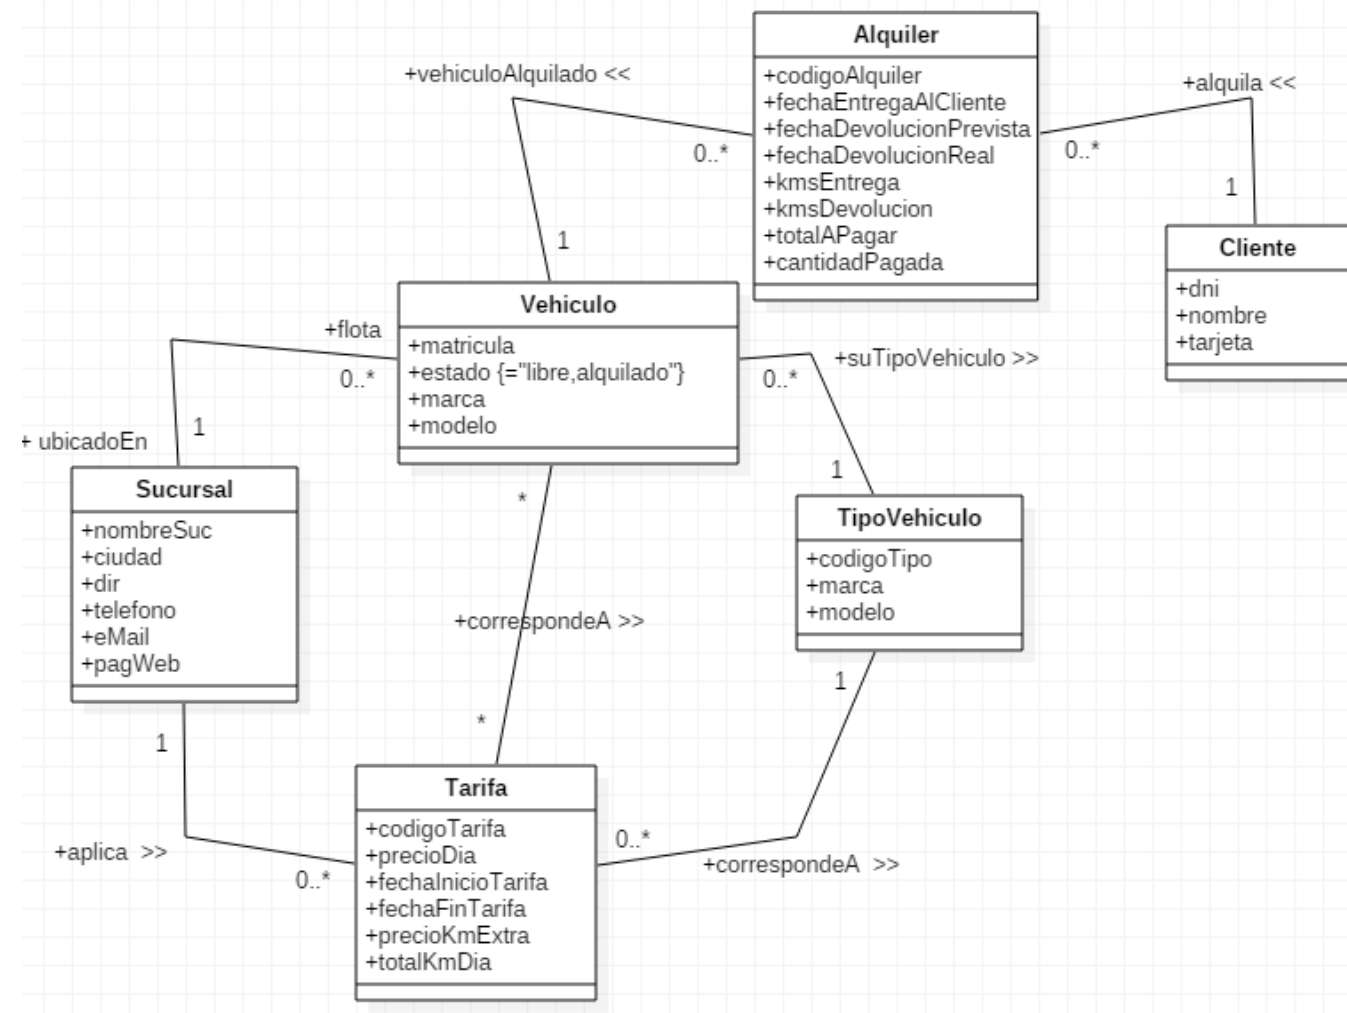 Alquiler
+codigoAlquiler
+fechaEntregaAlCliente
+fechaDevolucionPrevista
+fechaDevolucionReal
+kmsEntrega
+kmsDevolucion
+totalAPagar
+cantidadPagada
+vehiculoAlquilado <<
0..*
1
+alquila <<
0..*
1
Cliente
+dni
+nombre
+tarjeta
Vehiculo
+matricula
+estado {="libre,alquilado"}
+marca
+modelo
+flota
0..*
1
+ ubicadoEn
+suTipoVehiculo >>
0..*
1
Sucursal
+nombreSuc
+ciudad
+dir
+telefono
+eMail
+pagWeb
TipoVehiculo
+codigoTipo
+marca
+modelo
*
+correspondeA >>
*
1
+aplica >>
0..*
1
0..*
+correspondeA >>
Tarifa
+codigoTarifa
+precioDia
+fechaInicioTarifa
+fechaFinTarifa
+precioKmExtra
+totalKmDia